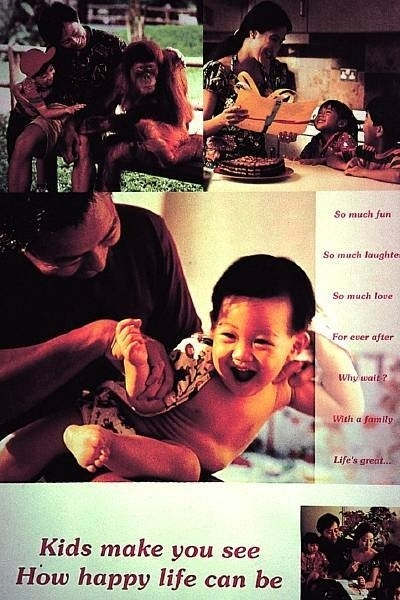 So much fun
So much laughte
So much love
For ever after
Why wait ?
With a family
Life's great...
Kids make you see
How happy life can be